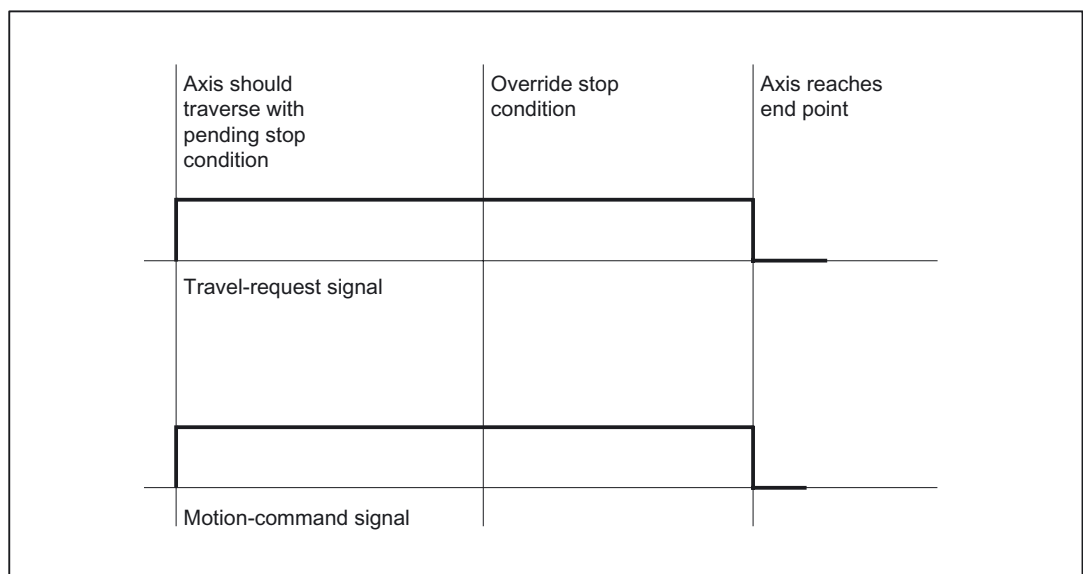 Axis should
traverse with
pending stop
condition
Override stop
condition
Axis reaches
end point
Travel-request signal
Motion-command signal